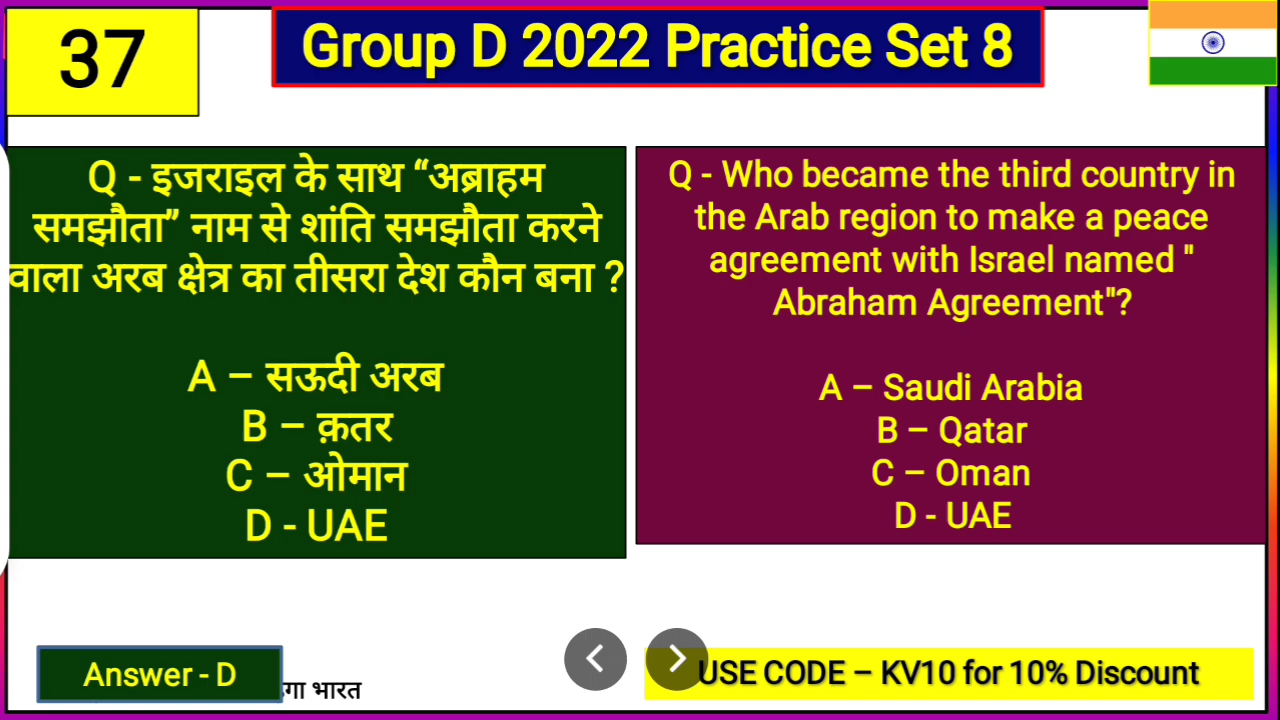 37
Group D 2022 Practice Set 8
Q - इजराइल के साथ “अब्राहम
समझौता” नाम से शांति समझौता करने
वाला अरब क्षेत्र का तीसरा देश कौन बना ?
A – सऊदी अरब
B – क़तर
C – ओमान
D - UAE
Q - Who became the third country in
the Arab region to make a peace
agreement with Israel named "
Abraham Agreement"?
A – Saudi Arabia
B – Qatar
C – Oman
D - UAE
Answer - D
भारत
USE CODE – KV10 for 10% Discount